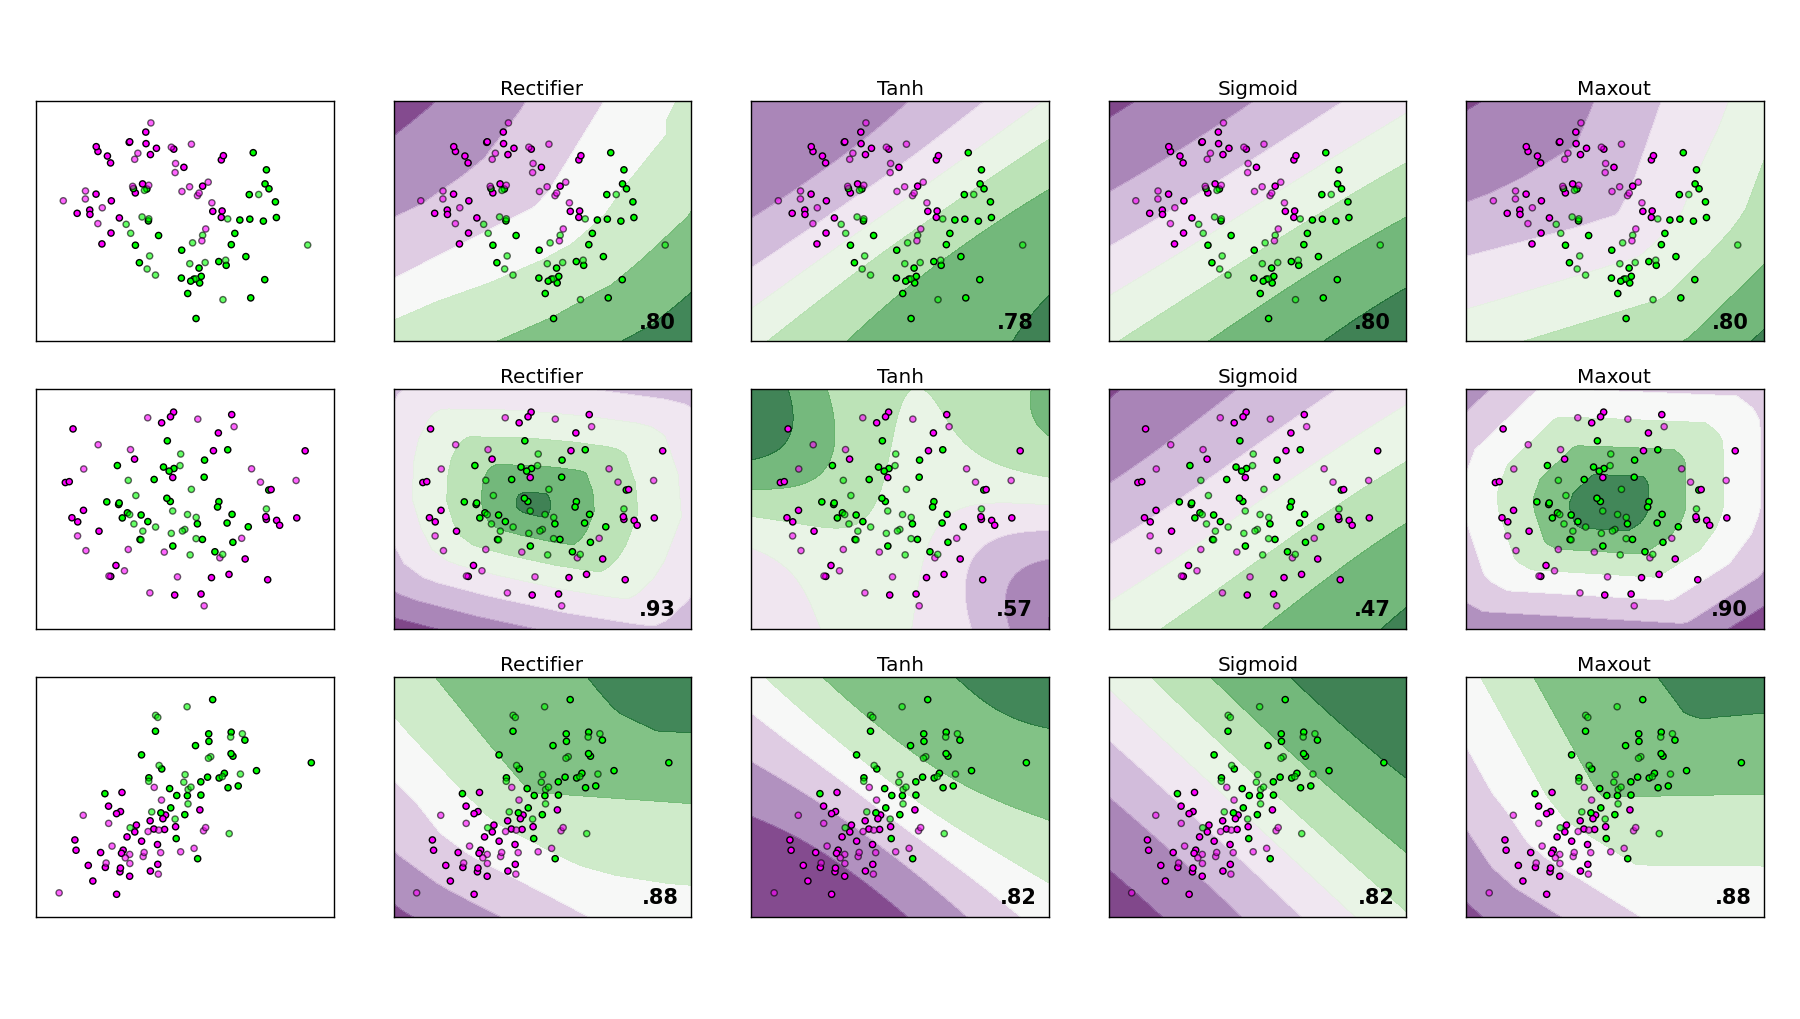 Rectifier Tanh Sigmoid Maxout
.80 .78 .80 .80
Rectifier Tanh Sigmoid Maxout
.93 .57 .47 .90
Rectifier Tanh Sigmoid Maxout
.88 .82 .82 .88